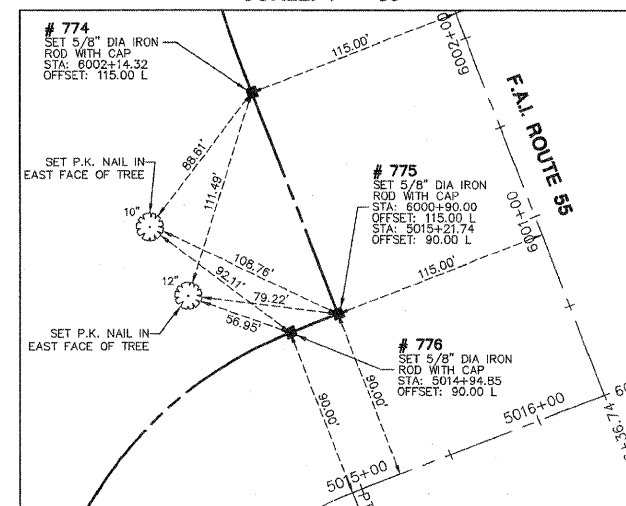 # 774
SET 5/8" DIA IRON
ROD WITH CAP
STA: 6002+14.32
OFFSET: 115.00 L
115.00'
6002+00
F.A.I. ROUTE 55
88.61'
111.49'
SET P.K. NAIL IN
EAST FACE OF TREE
10"
# 775
SET 5/8" DIA IRON
ROD WITH CAP
STA: 6000+90.00
OFFSET: 115.00 L
STA: 5015+21.74
OFFSET: 90.00 L
6001+00
108.76'
92.11'
115.00'
12"
79.22'
56.95'
SET P.K. NAIL IN
EAST FACE OF TREE
# 776
SET 5/8" DIA IRON
ROD WITH CAP
STA: 5014+94.85
OFFSET: 90.00 L
90.00'
90.00'
5016+00
5015+00
+36.74